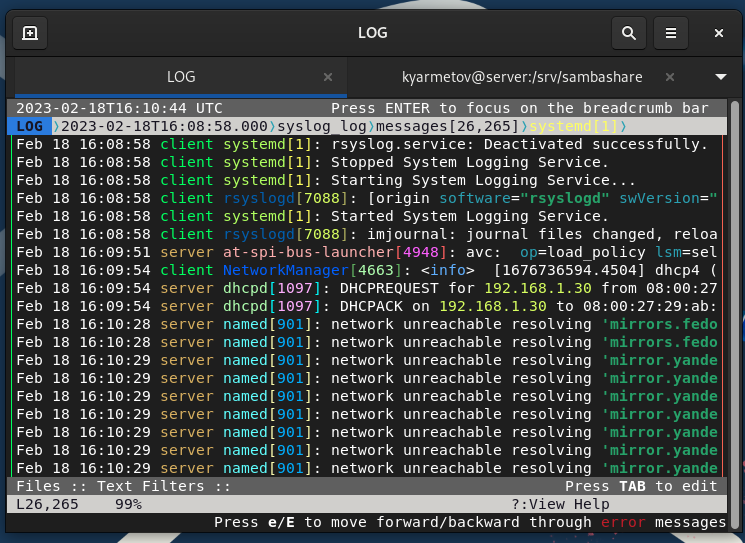 LOG
LOG
kyarmetov@server:/srv/sambashare
2023-02-18T16:10:44 UTC Press ENTER to focus on the breadcrumb bar
LOG ⟩2023-02-18T16:08:58.000⟩syslog_log⟩messages[26,265]⟩systemd[1]⟩
Feb 18 16:08:58 client systemd[1]: rsyslog.service: Deactivated successfully.
Feb 18 16:08:58 client systemd[1]: Stopped System Logging Service.
Feb 18 16:08:58 client systemd[1]: Starting System Logging Service...
Feb 18 16:08:58 client rsyslogd[7088]: [origin software="rsyslogd" swVersion="
Feb 18 16:08:58 client systemd[1]: Started System Logging Service.
Feb 18 16:08:58 client rsyslogd[7088]: imjournal: journal files changed, reloa
Feb 18 16:09:51 server at-spi-bus-launcher[4948]: avc:  op=load_policy lsm=sel
Feb 18 16:09:54 client NetworkManager[4663]: <info>  [1676736594.4504] dhcp4 (
Feb 18 16:09:54 server dhcpd[1097]: DHCPREQUEST for 192.168.1.30 from 08:00:27
Feb 18 16:09:54 server dhcpd[1097]: DHCPACK on 192.168.1.30 to 08:00:27:29:ab:
Feb 18 16:10:28 server named[901]: network unreachable resolving 'mirrors.fedo
Feb 18 16:10:28 server named[901]: network unreachable resolving 'mirrors.fedo
Feb 18 16:10:29 server named[901]: network unreachable resolving 'mirror.yande
Feb 18 16:10:29 server named[901]: network unreachable resolving 'mirror.yande
Feb 18 16:10:29 server named[901]: network unreachable resolving 'mirror.yande
Feb 18 16:10:29 server named[901]: network unreachable resolving 'mirror.yande
Feb 18 16:10:29 server named[901]: network unreachable resolving 'mirror.yande
Feb 18 16:10:29 server named[901]: network unreachable resolving 'mirror.yande
Feb 18 16:10:29 server named[901]: network unreachable resolving 'mirror.yande
Files :: Text Filters :: Press TAB to edit
L26,265 99% ?:View Help
Press e/E to move forward/backward through error messages